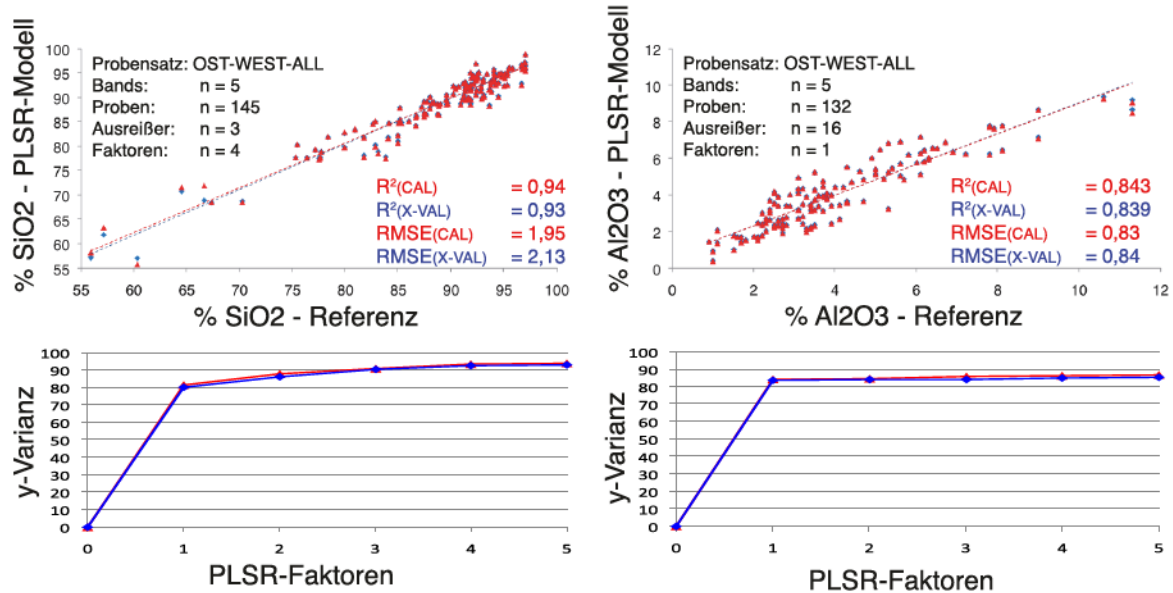 % SiO2 - PLSR-Modell
100
95
90
85
80
75
70
65
60
55
Probensatz: OST-WEST-ALL
Bands: n = 5
Proben: n = 145
Ausreißer: n = 3
Faktoren: n = 4
R²(CAL) = 0,94
R²(X-VAL) = 0,93
RMSE(CAL) = 1,95
RMSE(X-VAL) = 2,13
55 60 65 70 75 80 85 90 95 100
% SiO2 - Referenz
% Al2O3 - PLSR-Modell
12
10
8
6
4
2
0
Probensatz: OST-WEST-ALL
Bands: n = 5
Proben: n = 132
Ausreißer: n = 16
Faktoren: n = 1
R²(CAL) = 0,843
R²(X-VAL) = 0,839
RMSE(CAL) = 0,83
RMSE(X-VAL) = 0,84
0 2 4 6 8 10 12
% Al2O3 - Referenz
y-Varianz
100
90
80
70
60
50
40
30
20
10
0
0 1 2 3 4 5
PLSR-Faktoren
y-Varianz
100
90
80
70
60
50
40
30
20
10
0
0 1 2 3 4 5
PLSR-Faktoren